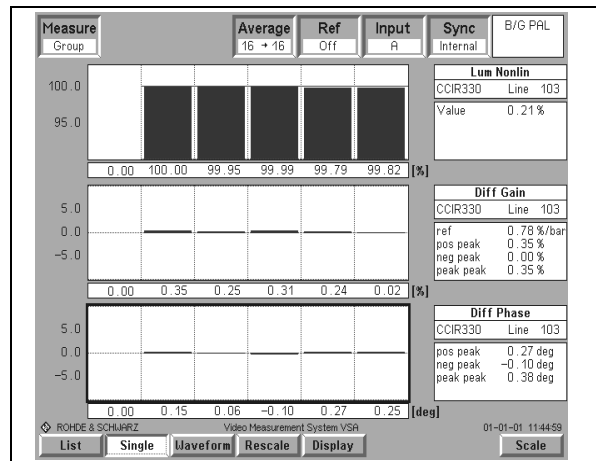 Measure
Group
Average
16 → 16
Ref
Off
Input
A
Sync
Internal
B/G PAL
100.0
95.0
0.00 100.00 99.95 99.99 99.79 99.82 [%]
Lum Nonlin
CCIR330 Line 103
Value 0.21 %
5.0
0.0
-5.0
0.00 0.35 0.25 0.31 0.24 0.02 [%]
Diff Gain
CCIR330 Line 103
ref 0.78 %/bar
pos peak 0.35 %
neg peak 0.00 %
peak peak 0.35 %
5.0
0.0
-5.0
0.00 0.15 0.06 -0.10 0.27 0.25 [deg]
Diff Phase
CCIR330 Line 103
pos peak 0.27 deg
neg peak -0.10 deg
peak peak 0.38 deg
ROHDE & SCHWARZ Video Measurement System VSA 01-01-01 11:44:59
List Single Waveform Rescale Display Scale